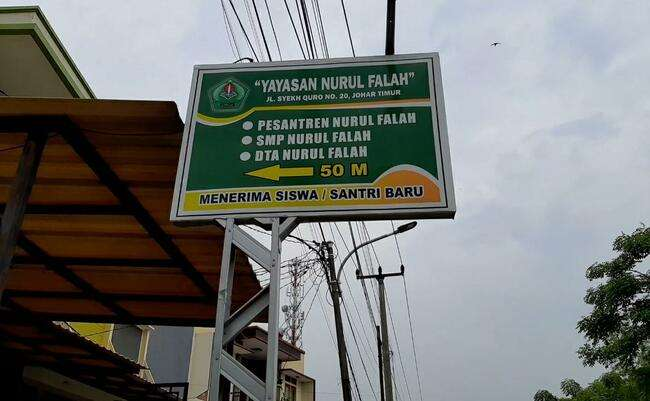 "YAYASAN NURUL FALAH"
JL. SYEKH QURO NO. 20, JOHAR TIMUR
PESANTREN NURUL FALAH
SMP NURUL FALAH
DTA NURUL FALAH
50 M
MENERIMA SISWA / SANTRI BARU